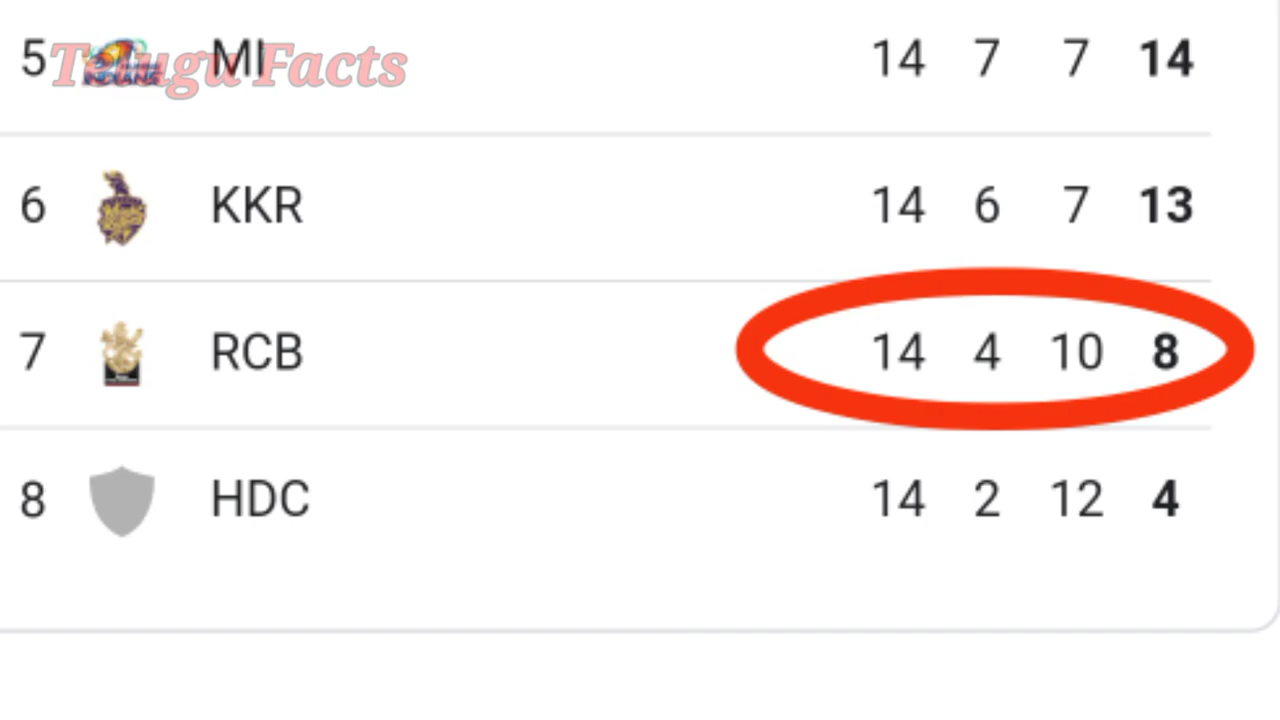 Telugu Facts
5 INDIANS MI 14 7 7 14
6 KKR 14 6 7 13
7 RCB 14 4 10 8
8 HDC 14 2 12 4